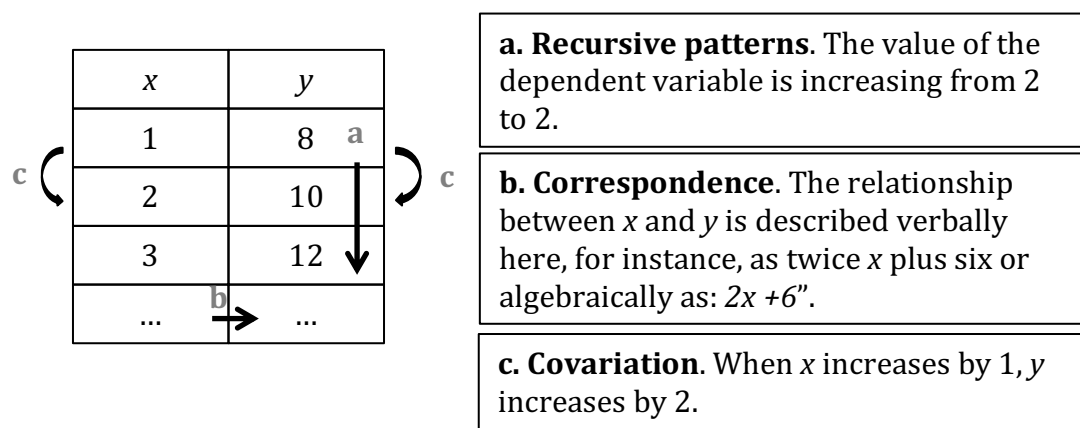 x y
1 8 a
c c
2 10
3 12
b
... ...
a. Recursive patterns. The value of the
dependent variable is increasing from 2
to 2.
b. Correspondence. The relationship
between x and y is described verbally
here, for instance, as twice x plus six or
algebraically as: 2x +6”.
c. Covariation. When x increases by 1, y
increases by 2.